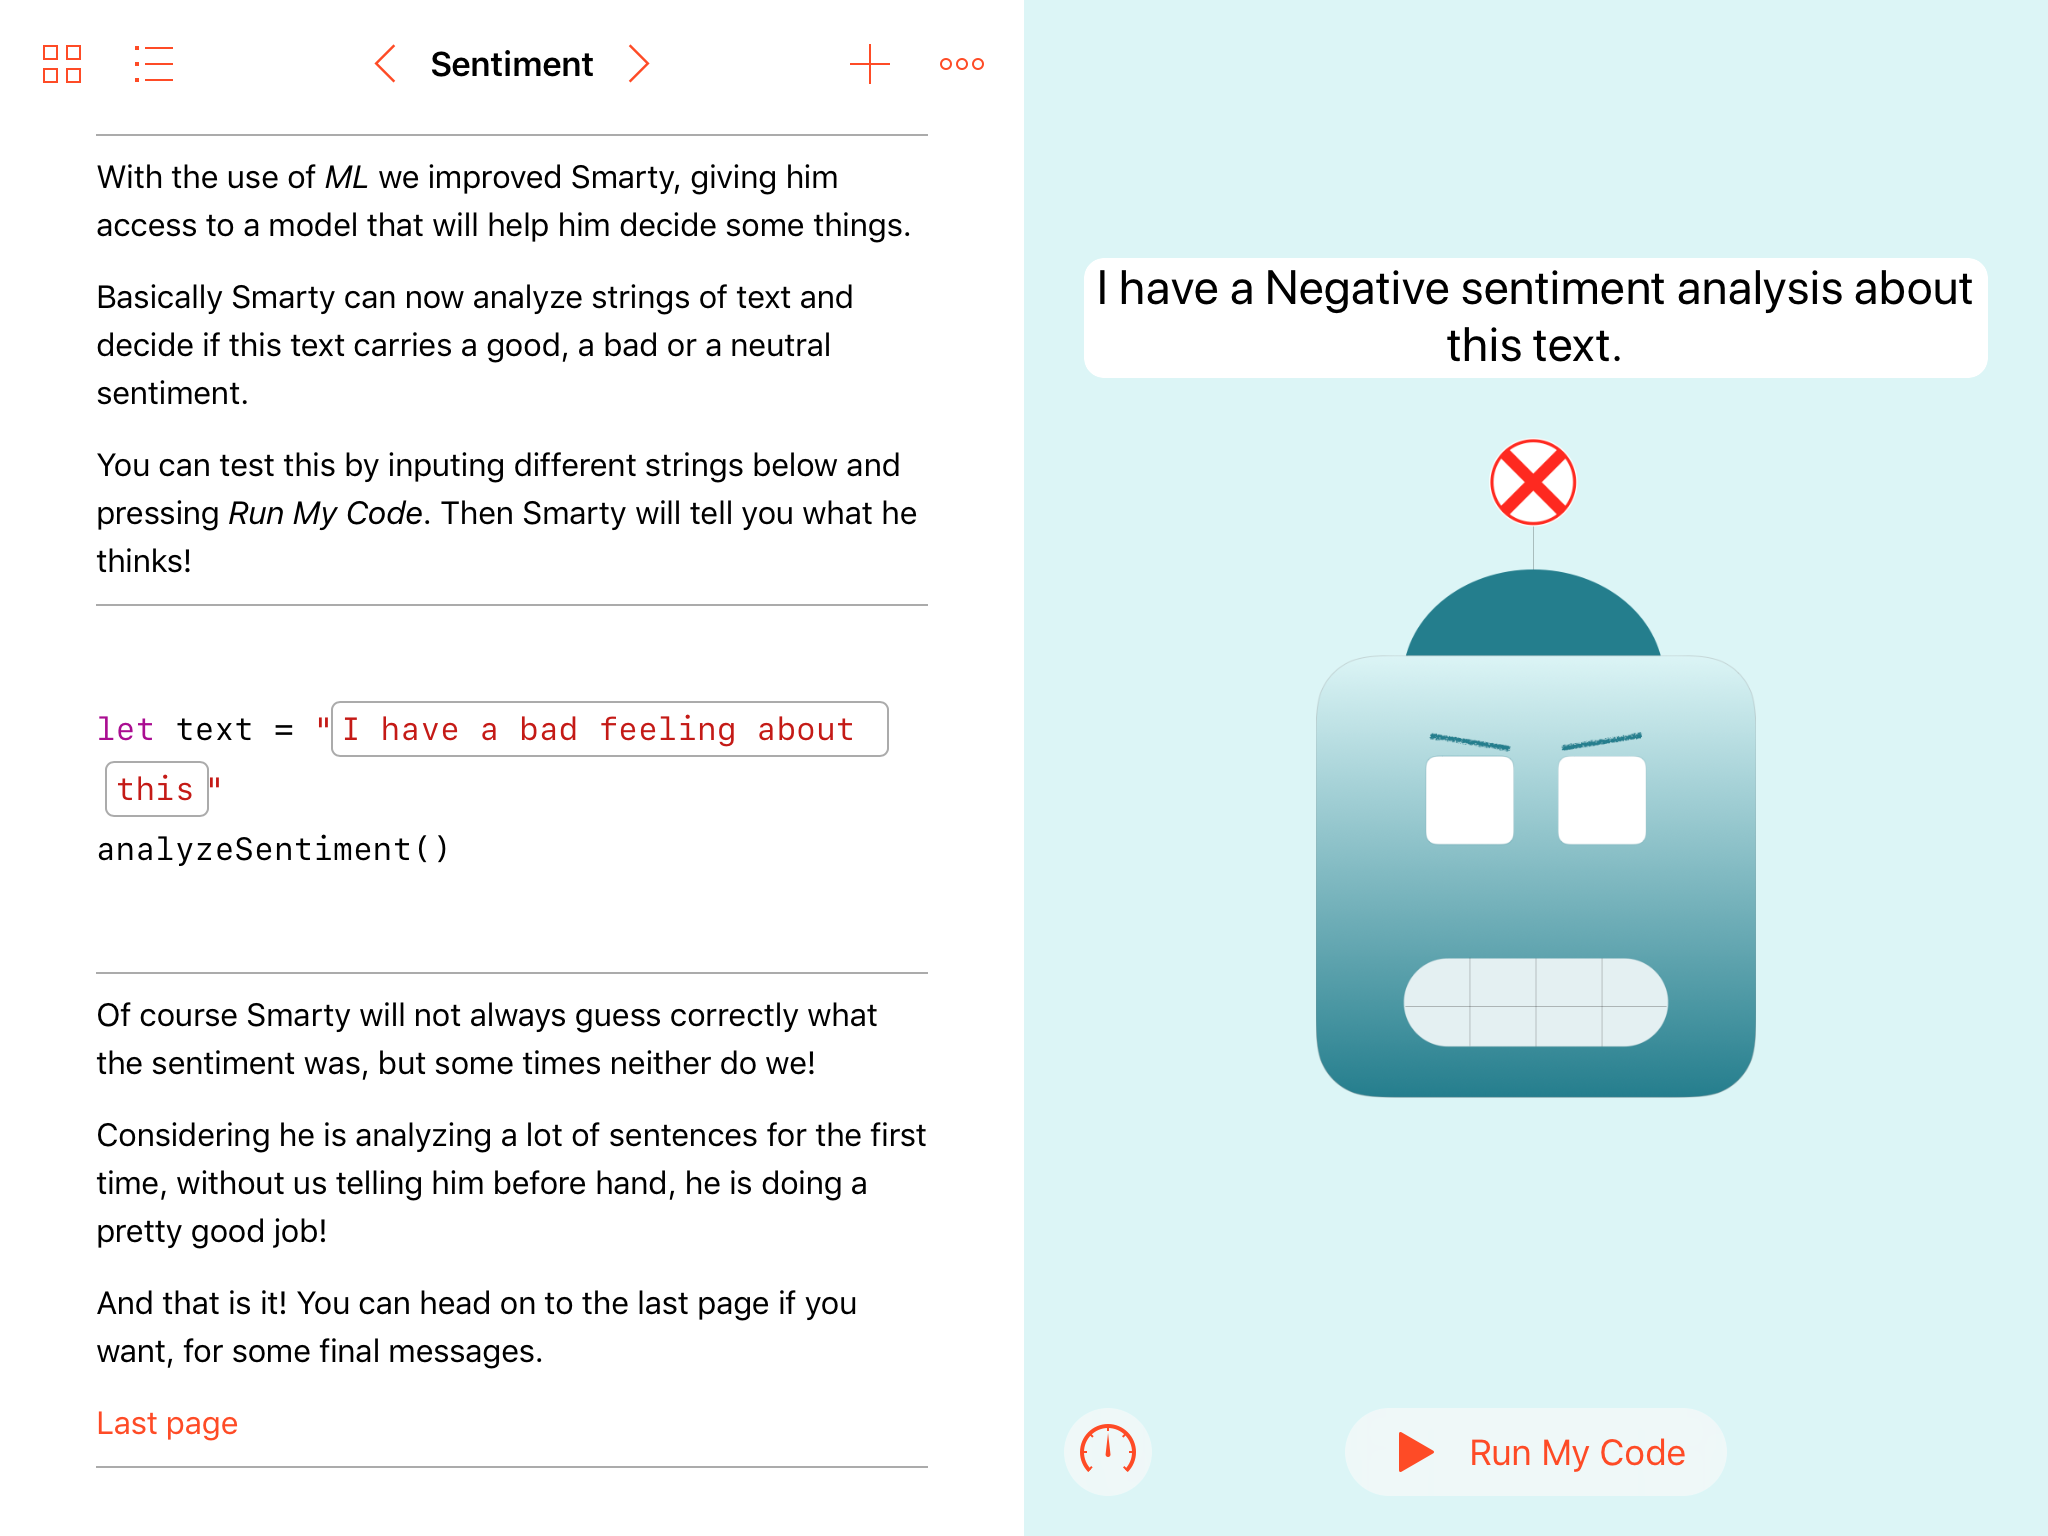 Sentiment
With the use of ML we improved Smarty, giving him
access to a model that will help him decide some things.
Basically Smarty can now analyze strings of text and
decide if this text carries a good, a bad or a neutral
sentiment.
You can test this by inputing different strings below and
pressing Run My Code. Then Smarty will tell you what he
thinks!
let text = "I have a bad feeling about
this"
analyzeSentiment()
Of course Smarty will not always guess correctly what
the sentiment was, but some times neither do we!
Considering he is analyzing a lot of sentences for the first
time, without us telling him before hand, he is doing a
pretty good job!
And that is it! You can head on to the last page if you
want, for some final messages.
Last page
I have a Negative sentiment analysis about
this text.
Run My Code